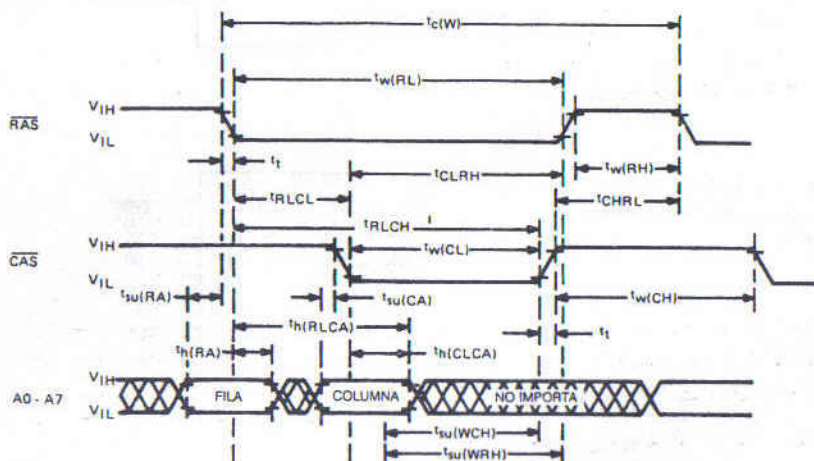 tc(W)
tw(RL)
RAS
VIH
VIL
tt
tCLRH
tw(RH)
tRLCL
tCHRL
tRLCH
CAS
VIH
VIL
tw(CL)
tsu(RA)
tsu(CA)
tw(CH)
th(RLCA)
tt
th(RA)
th(CLCA)
A0 - A7
VIH
VIL
FILA
COLUMNA
NO IMPORTA
tsu(WCH)
tsu(WRH)